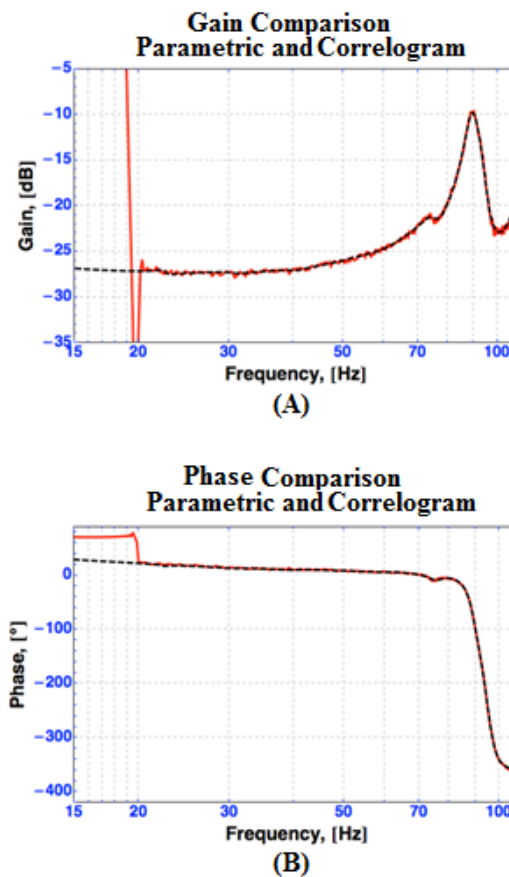 Gain Comparison
Parametric and Correlogram
−5
−10
−15
−20
−25
−30
−35
Gain, [dB]
15 20 30 50 70 100
Frequency, [Hz]
(A)
Phase Comparison
Parametric and Correlogram
0
−100
−200
−300
−400
Phase, [°]
15 20 30 50 70 100
Frequency, [Hz]
(B)